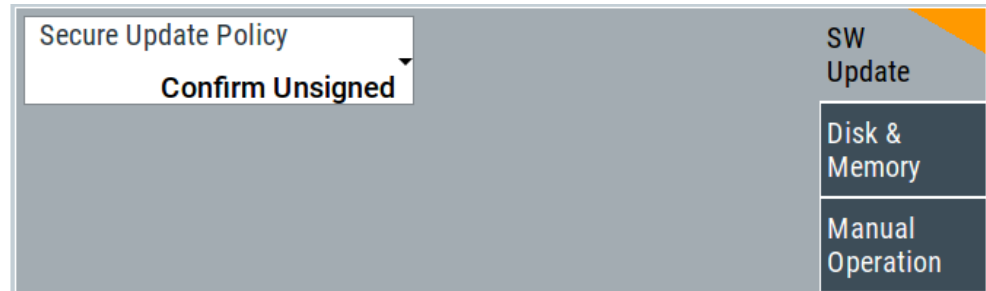 Secure Update Policy
Confirm Unsigned
SW
Update
Disk &
Memory
Manual
Operation